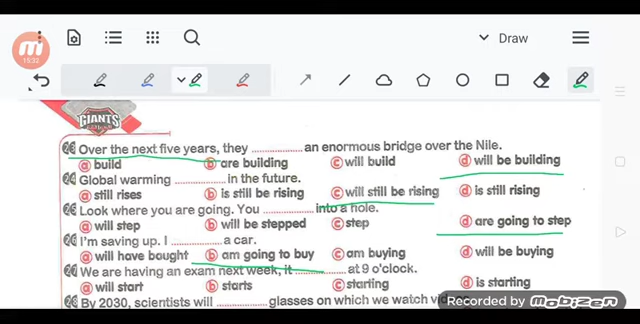 Draw
15:22
GIANTS
Over the next five years, they ............ an enormous bridge over the Nile.
a build b are building c will build d will be building
Global warming ............ in the future.
a still rises b is still be rising c will still be rising d is still rising
Look where you are going. You ............ into a hole.
a will step b will be stepped c step d are going to step
I'm saving up. I ............ a car.
a will have bought b am going to buy c am buying d will be buying
We are having an exam next week, it ............ at 9 o'clock.
a will start b starts c starting d is starting
By 2030, scientists will ............ glasses on which we watch
Recorded by Mobizen